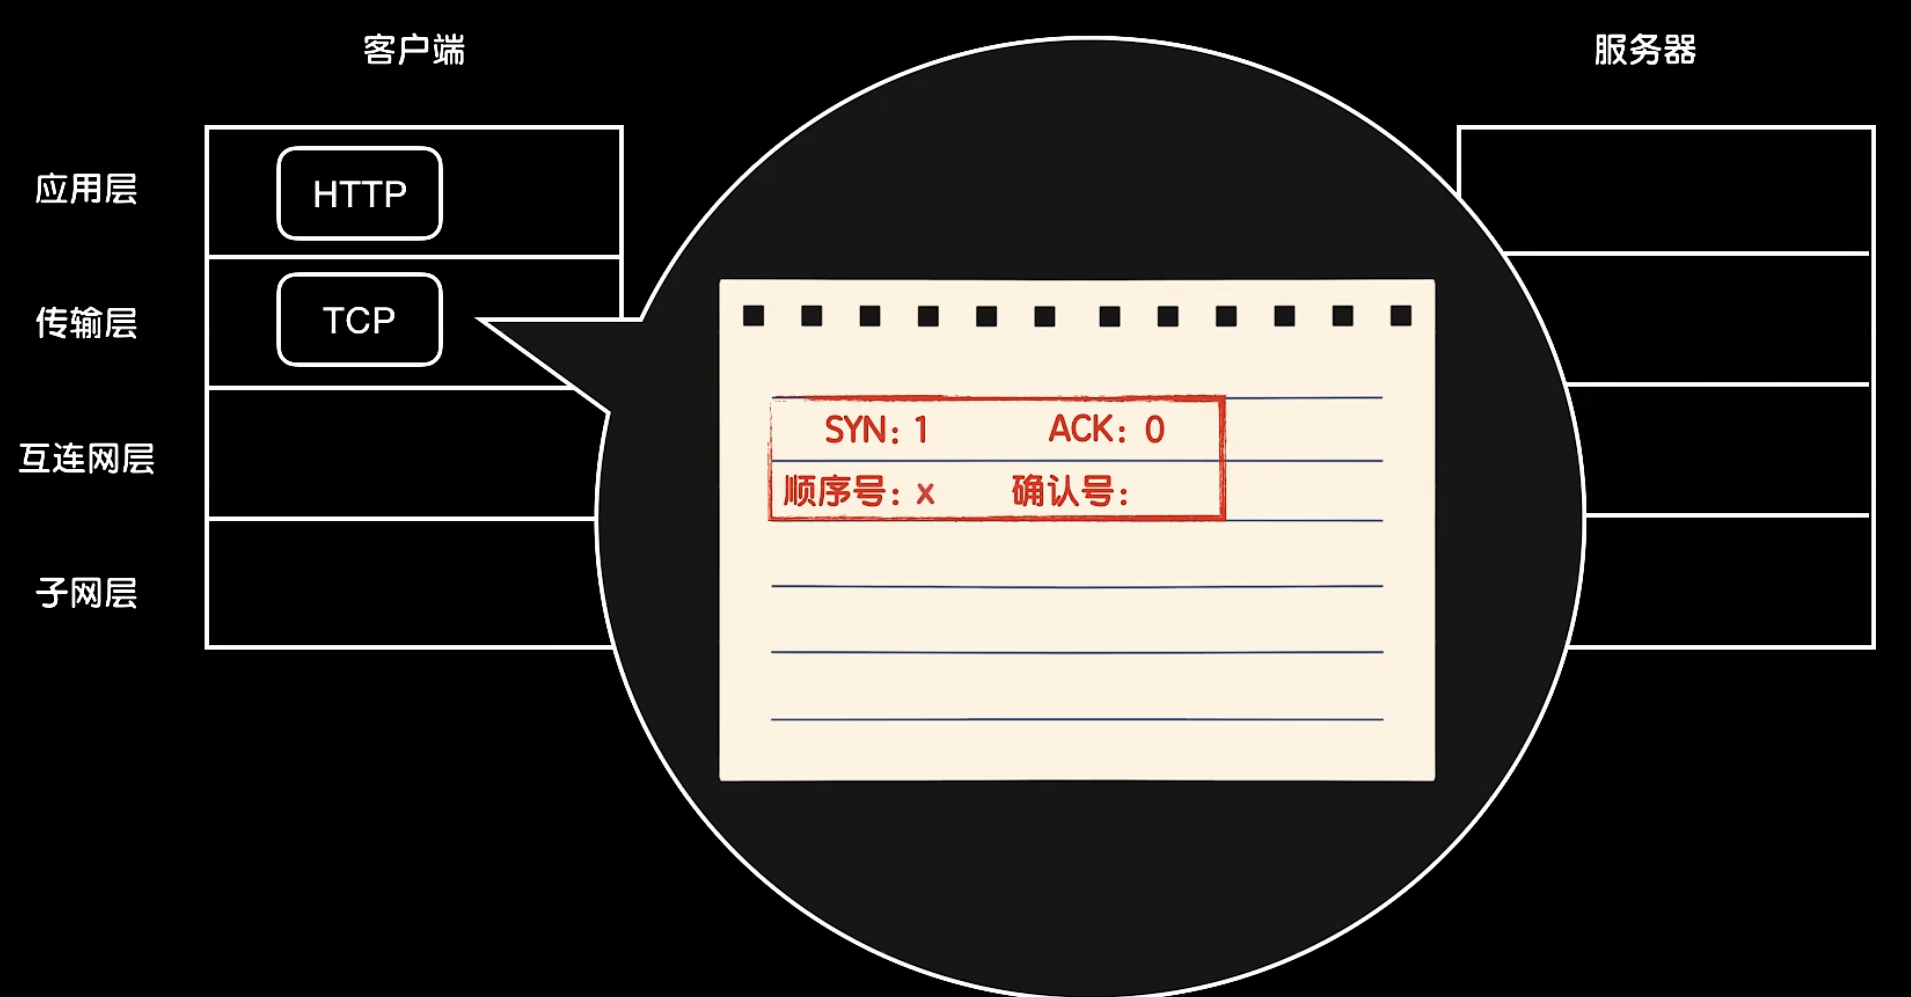 客户端
服务器
应用层
HTTP
传输层
TCP
SYN: 1 ACK: 0
顺序号: x 确认号:
互连网层
子网层